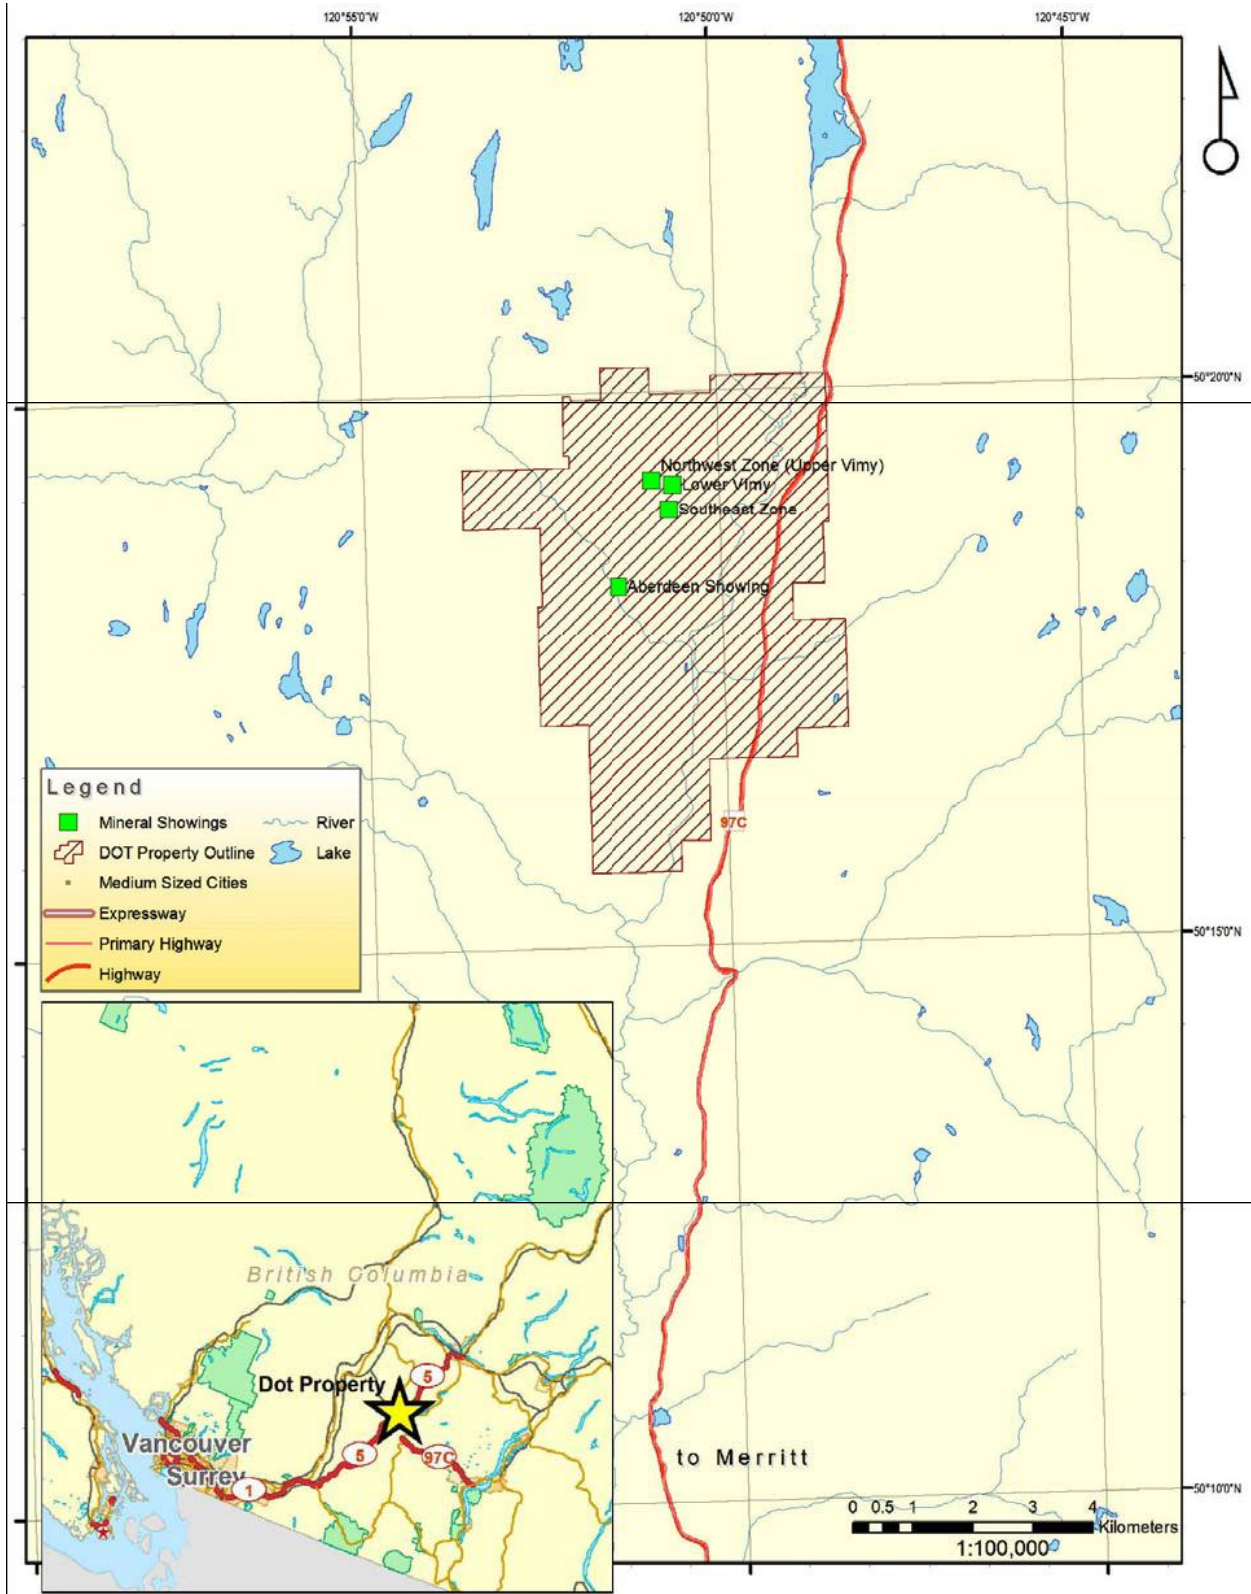 120°55'0"W
120°50'0"W
120°45'0"W
50°20'0"N
Northwest Zone (Upper Vimy)
Lower Vimy
Southeast Zone
Aberdeen Showing
Legend
Mineral Showings
River
DOT Property Outline
Lake
Medium Sized Cities
Expressway
Primary Highway
Highway
97C
50°15'0"N
British Columbia
Dot Property
5
Vancouver
Surrey
5
97C
1
to Merritt
50°10'0"N
0 0.5 1 2 3 4
Kilometers
1:100,000